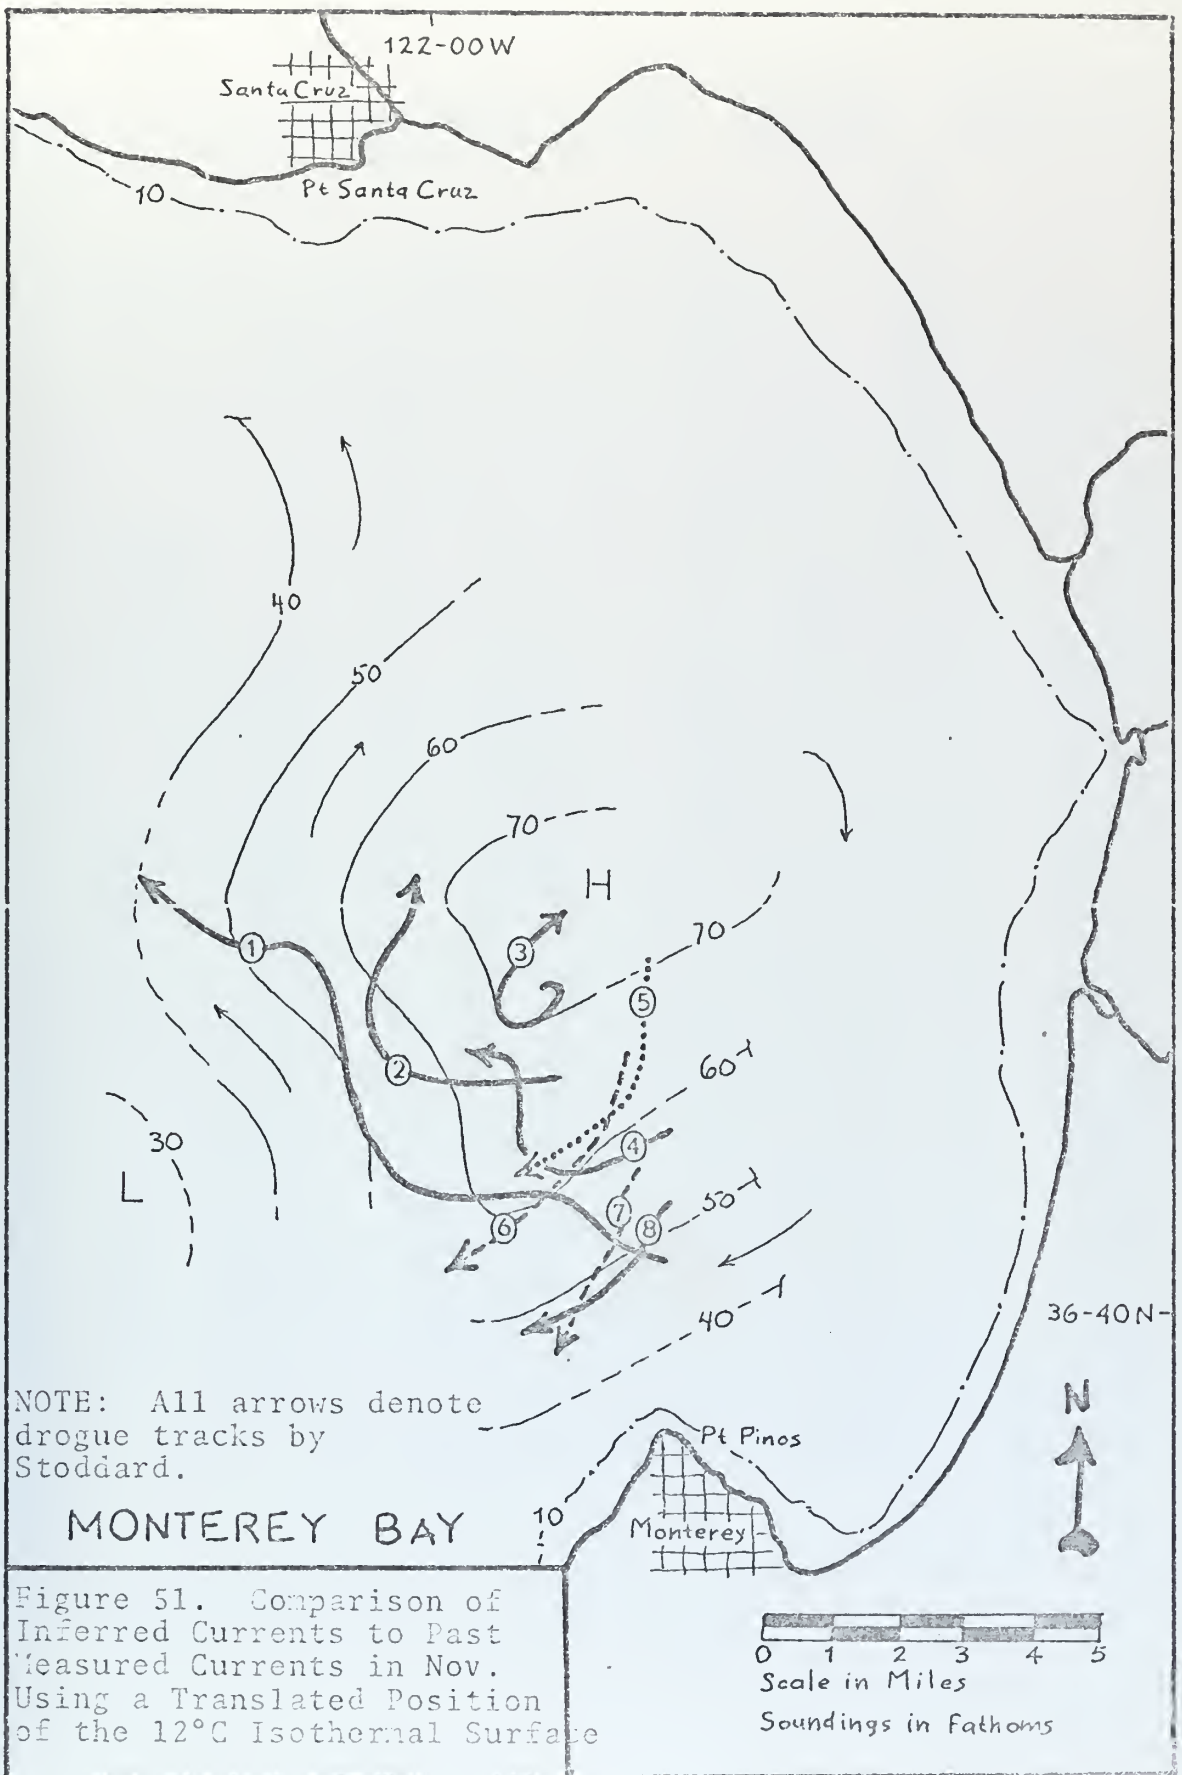 122-00W
Santa Cruz
Pt Santa Cruz
10
40
50
60
70
H
70
3
1
5
2
60
30
L
4
50
7
8
6
40
36-40N
NOTE: All arrows denote
drogue tracks by
Stoddard.
N
Pt Pinos
MONTEREY BAY
10
Monterey
Figure 51. Comparison of
Inferred Currents to Past
Measured Currents in Nov.
Using a Translated Position
of the 12°C Isothermal Surface
0 1 2 3 4 5
Scale in Miles
Soundings in Fathoms